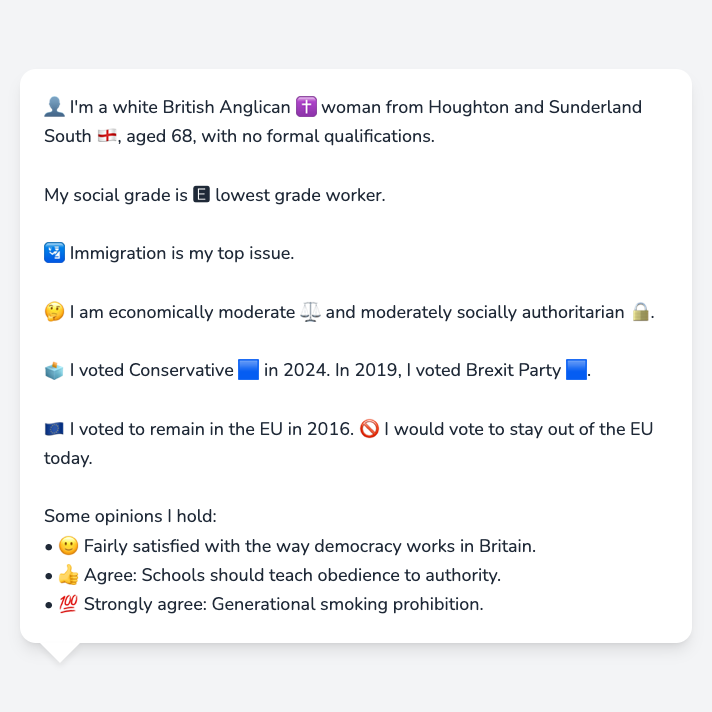 👤 I'm a white British Anglican ✝️ woman from Houghton and Sunderland
South 🏴󠁧󠁢󠁥󠁮󠁧󠁿, aged 68, with no formal qualifications.
My social grade is 🅴 lowest grade worker.
🛂 Immigration is my top issue.
🤔 I am economically moderate ⚖️ and moderately socially authoritarian 🔒.
🗳️ I voted Conservative 🟦 in 2024. In 2019, I voted Brexit Party 🟦.
🇪🇺 I voted to remain in the EU in 2016. 🚫 I would vote to stay out of the EU
today.
Some opinions I hold:
• 🙂 Fairly satisfied with the way democracy works in Britain.
• 👍 Agree: Schools should teach obedience to authority.
• 💯 Strongly agree: Generational smoking prohibition.